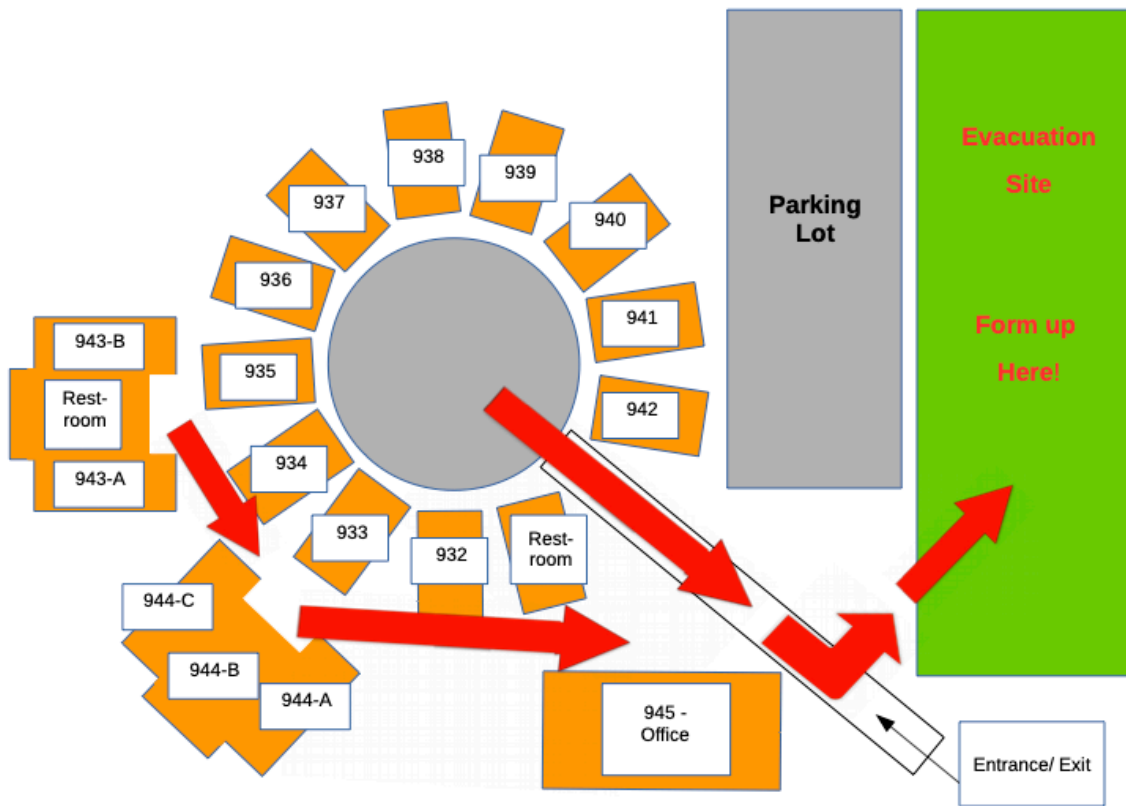 938
939
937
940
Parking
Lot
Evacuation
Site
936
941
Form up
Here!
943-B
935
Rest-
room
942
943-A
934
933
932
Rest-
room
944-C
944-B
944-A
945 -
Office
Entrance/ Exit